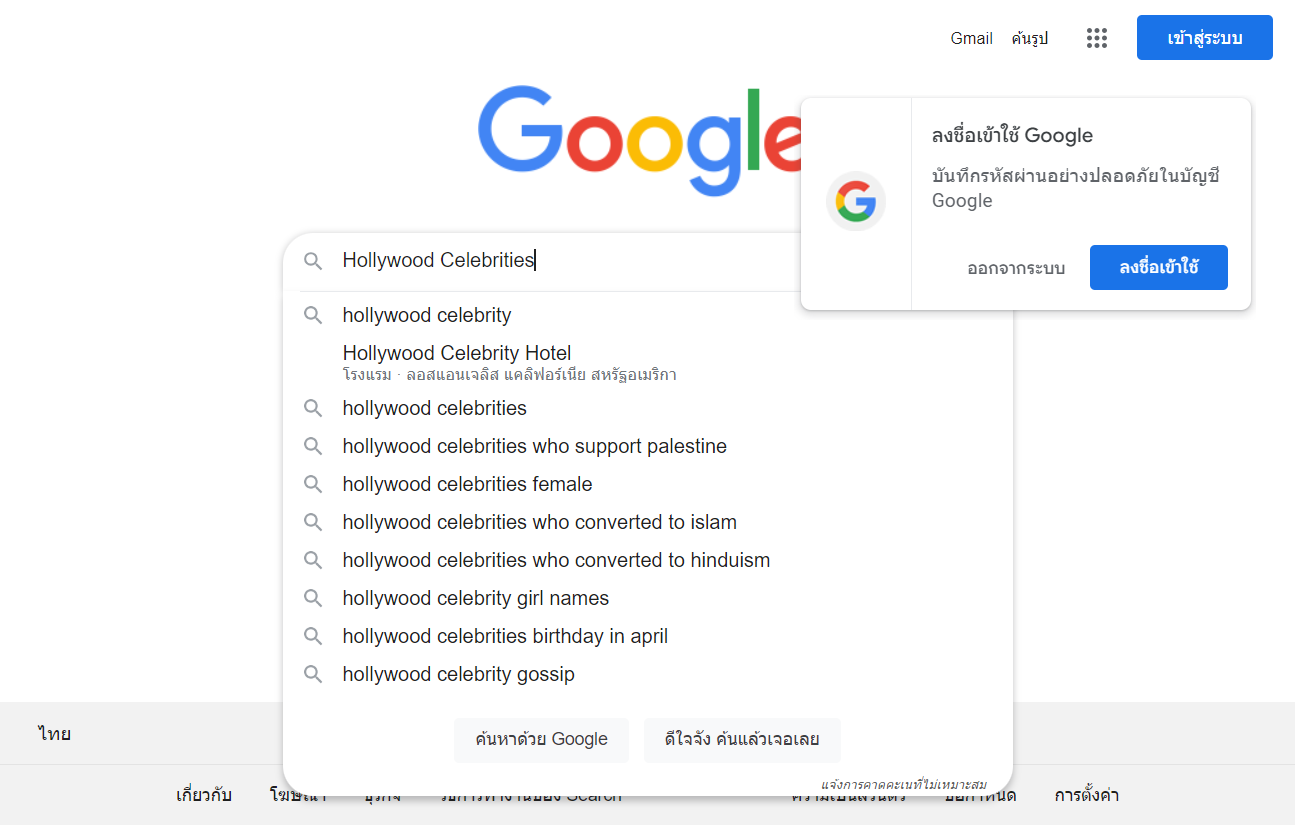 Gmail ค้นรูป เข้าสู่ระบบ
Google
ลงชื่อเข้าใช้ Google
บันทึกรหัสผ่านอย่างปลอดภัยในบัญชี
Google
ออกจากระบบ ลงชื่อเข้าใช้
Hollywood Celebrities
hollywood celebrity
Hollywood Celebrity Hotel
โรงแรม · ลอสแอนเจลิส แคลิฟอร์เนีย สหรัฐอเมริกา
hollywood celebrities
hollywood celebrities who support palestine
hollywood celebrities female
hollywood celebrities who converted to islam
hollywood celebrities who converted to hinduism
hollywood celebrity girl names
hollywood celebrities birthday in april
hollywood celebrity gossip
ไทย
ค้นหาด้วย Google ดีใจจัง ค้นแล้วเจอเลย
แจ้งการคาดคะเนที่ไม่เหมาะสม
เกี่ยวกับ โฆษณา Search การตั้งค่า